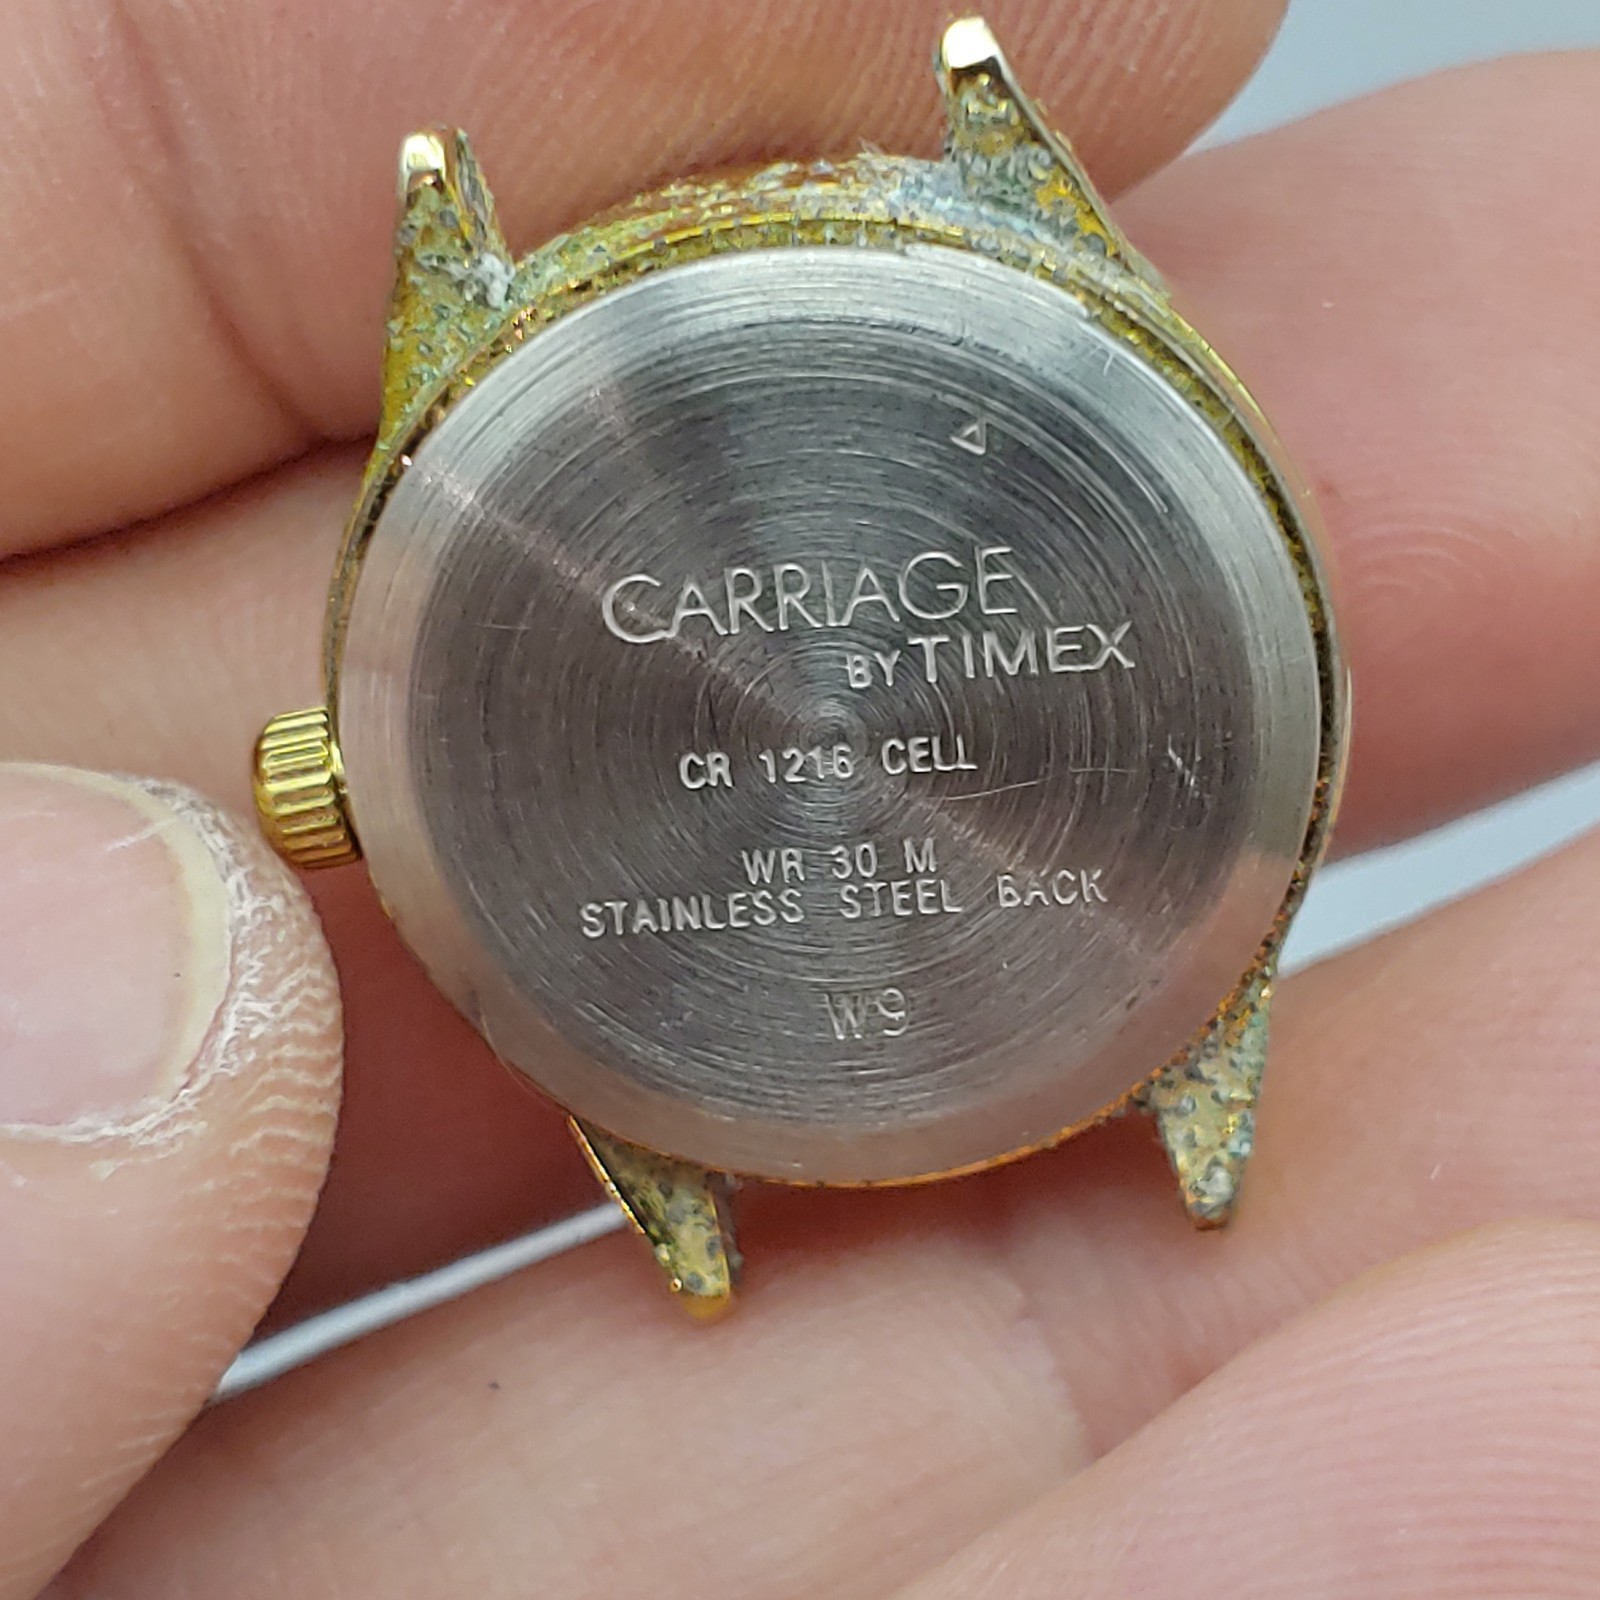 CARRIAGE
BY TIMEX
CR 1216 CELL
WR 30 M
STAINLESS STEEL BACK
W9